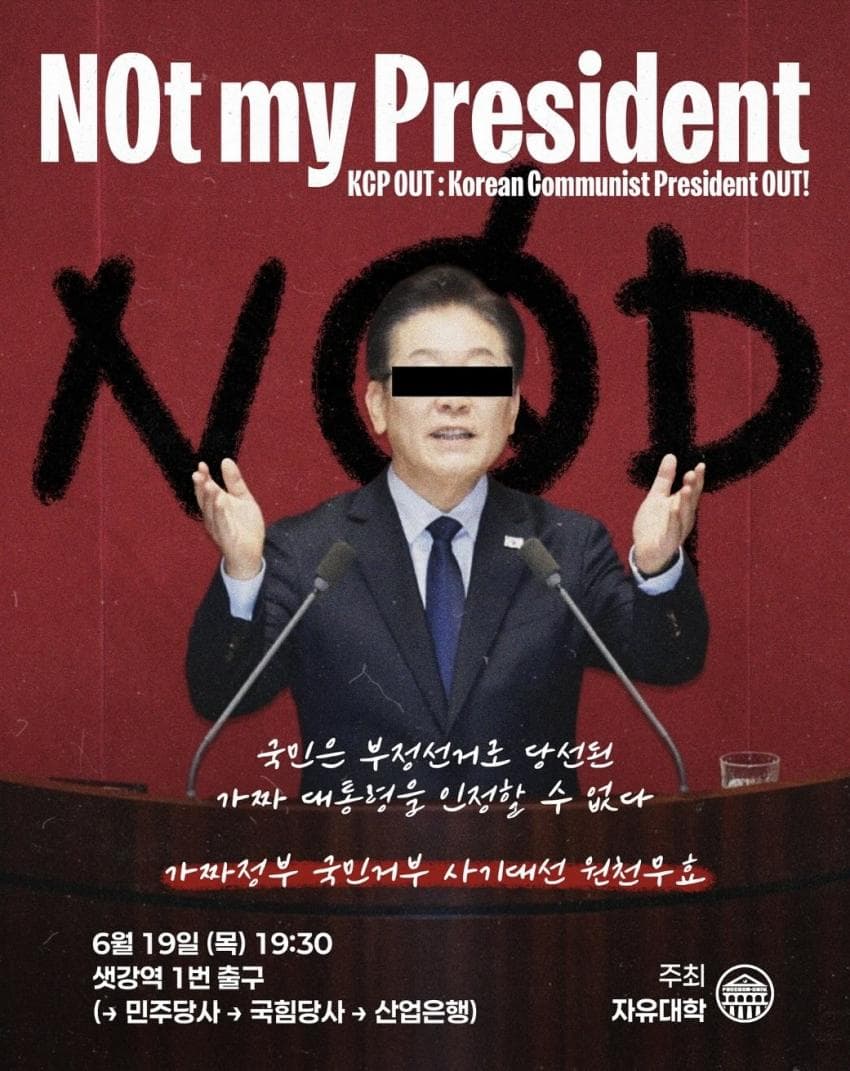 NOt my President
KCP OUT : Korean Communist President OUT!
NOP
국민은 부정선거로 당선된
가짜 대통령을 인정할 수 없다
가짜정부 국민거부 사기대선 원천무효
6월 19일 (목) 19:30
샛강역 1번 출구
(→ 민주당사 → 국힘당사 → 산업은행)
주최
자유대학